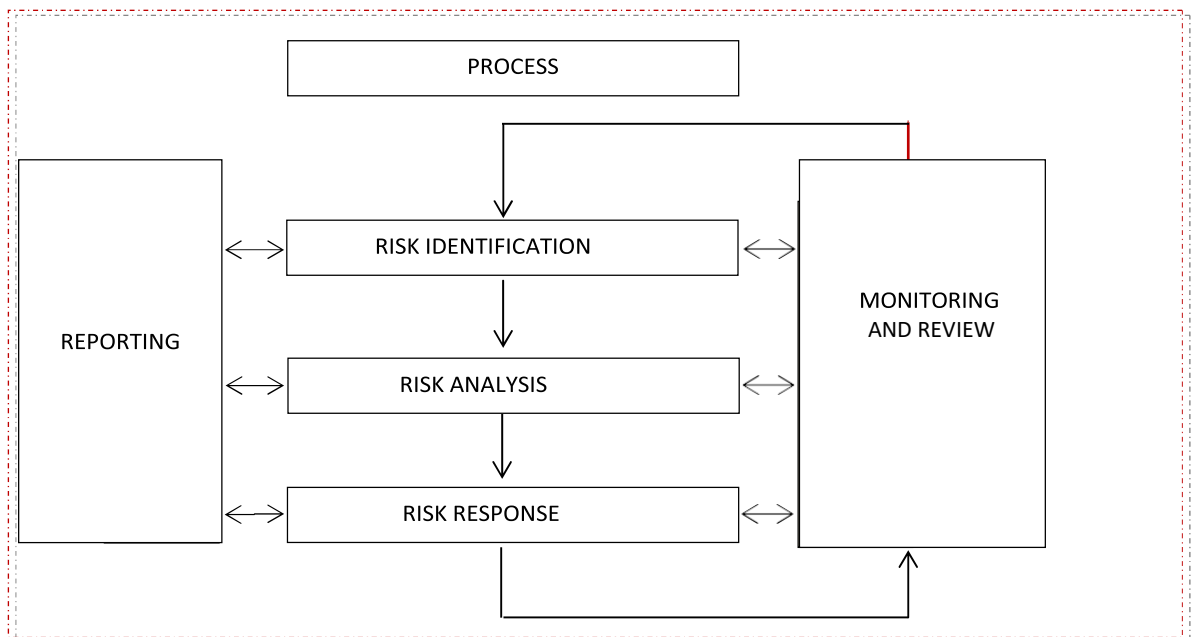 PROCESS
RISK IDENTIFICATION
REPORTING
MONITORING
AND REVIEW
RISK ANALYSIS
RISK RESPONSE